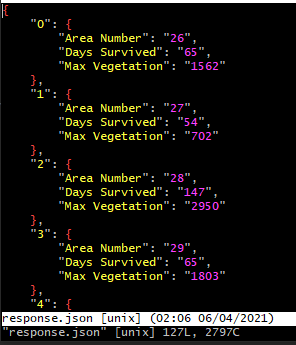 {
    "0": {
        "Area Number": "26",
        "Days Survived": "65",
        "Max Vegetation": "1562"
    },
    "1": {
        "Area Number": "27",
        "Days Survived": "54",
        "Max Vegetation": "702"
    },
    "2": {
        "Area Number": "28",
        "Days Survived": "147",
        "Max Vegetation": "2950"
    },
    "3": {
        "Area Number": "29",
        "Days Survived": "65",
        "Max Vegetation": "1803"
    },
    "4": {
response.json [unix] (02:06 06/04/2021)
"response.json" [unix] 127L, 2797C